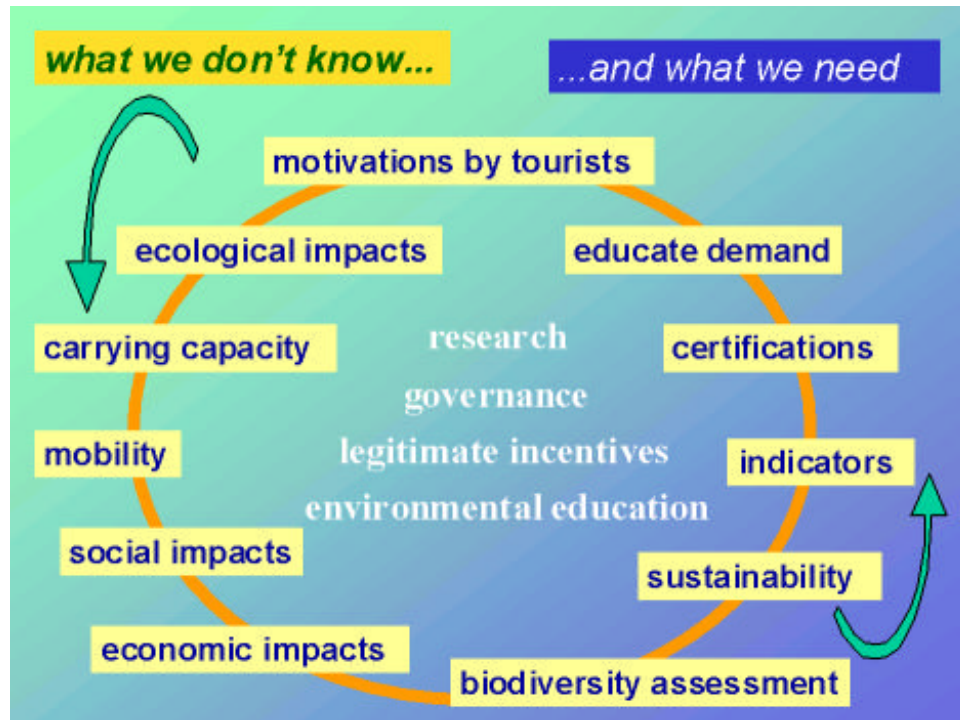 what we don't know...
...and what we need
motivations by tourists
ecological impacts
educate demand
carrying capacity
research
certifications
governance
mobility
legitimate incentives
indicators
environmental education
social impacts
sustainability
economic impacts
biodiversity assessment